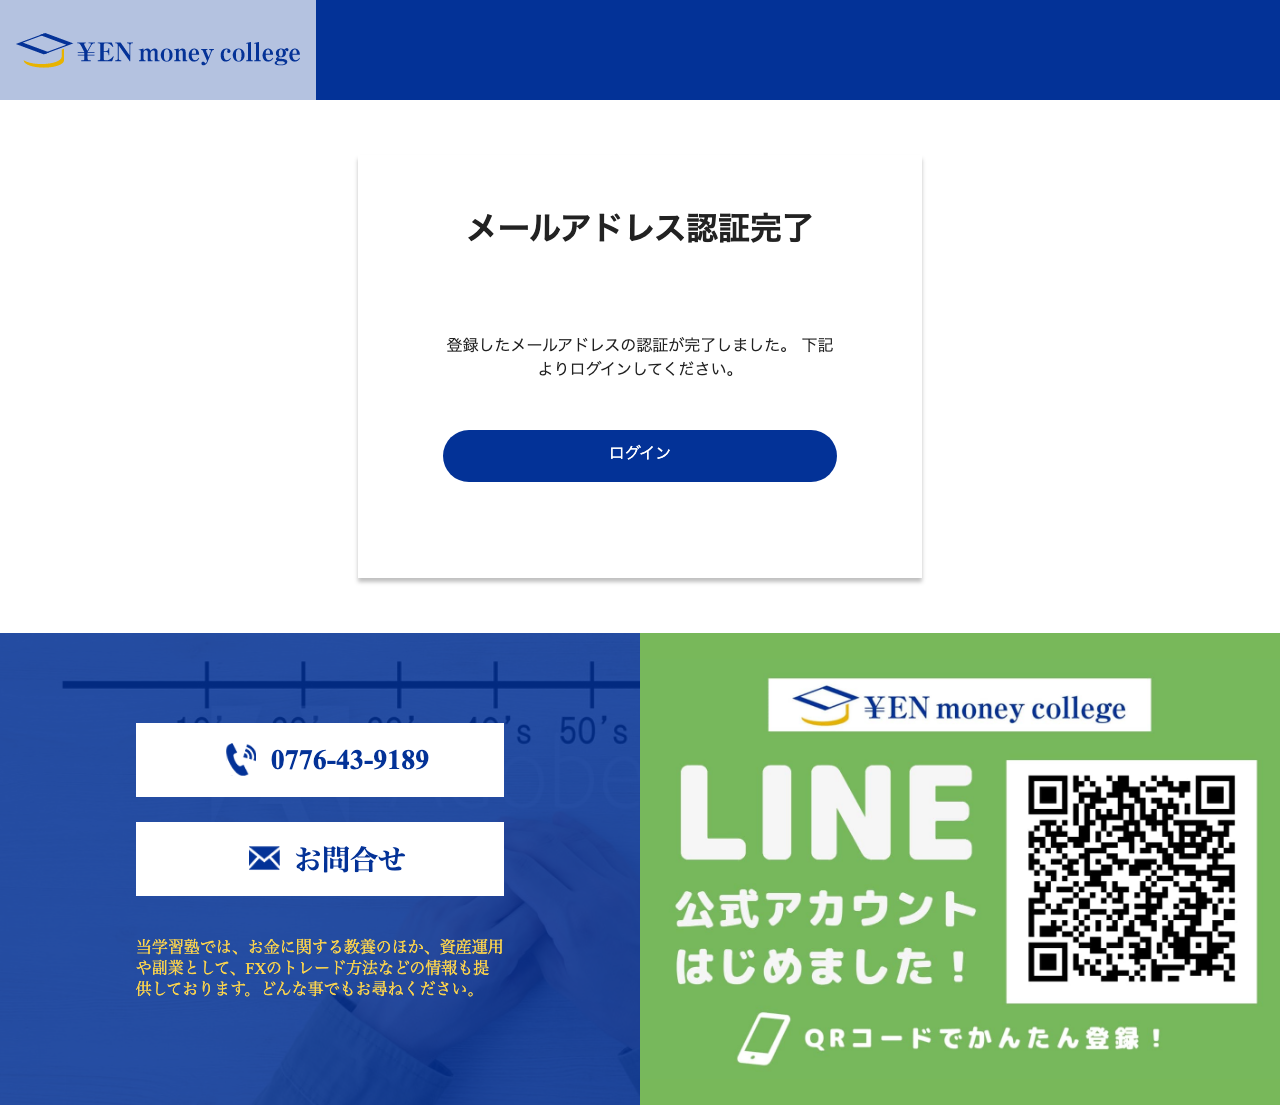 ¥EN money college
メールアドレス認証完了
登録したメールアドレスの認証が完了しました。 下記
よりログインしてください。
ログイン
50's
0776-43-9189
お問合せ
当学習塾では、お金に関する教養のほか、資産運用
や副業として、FXのトレード方法などの情報も提
供しております。どんな事でもお尋ねください。
¥EN money college
LINE
公式アカウント
はじめました！
QRコードでかんたん登録！